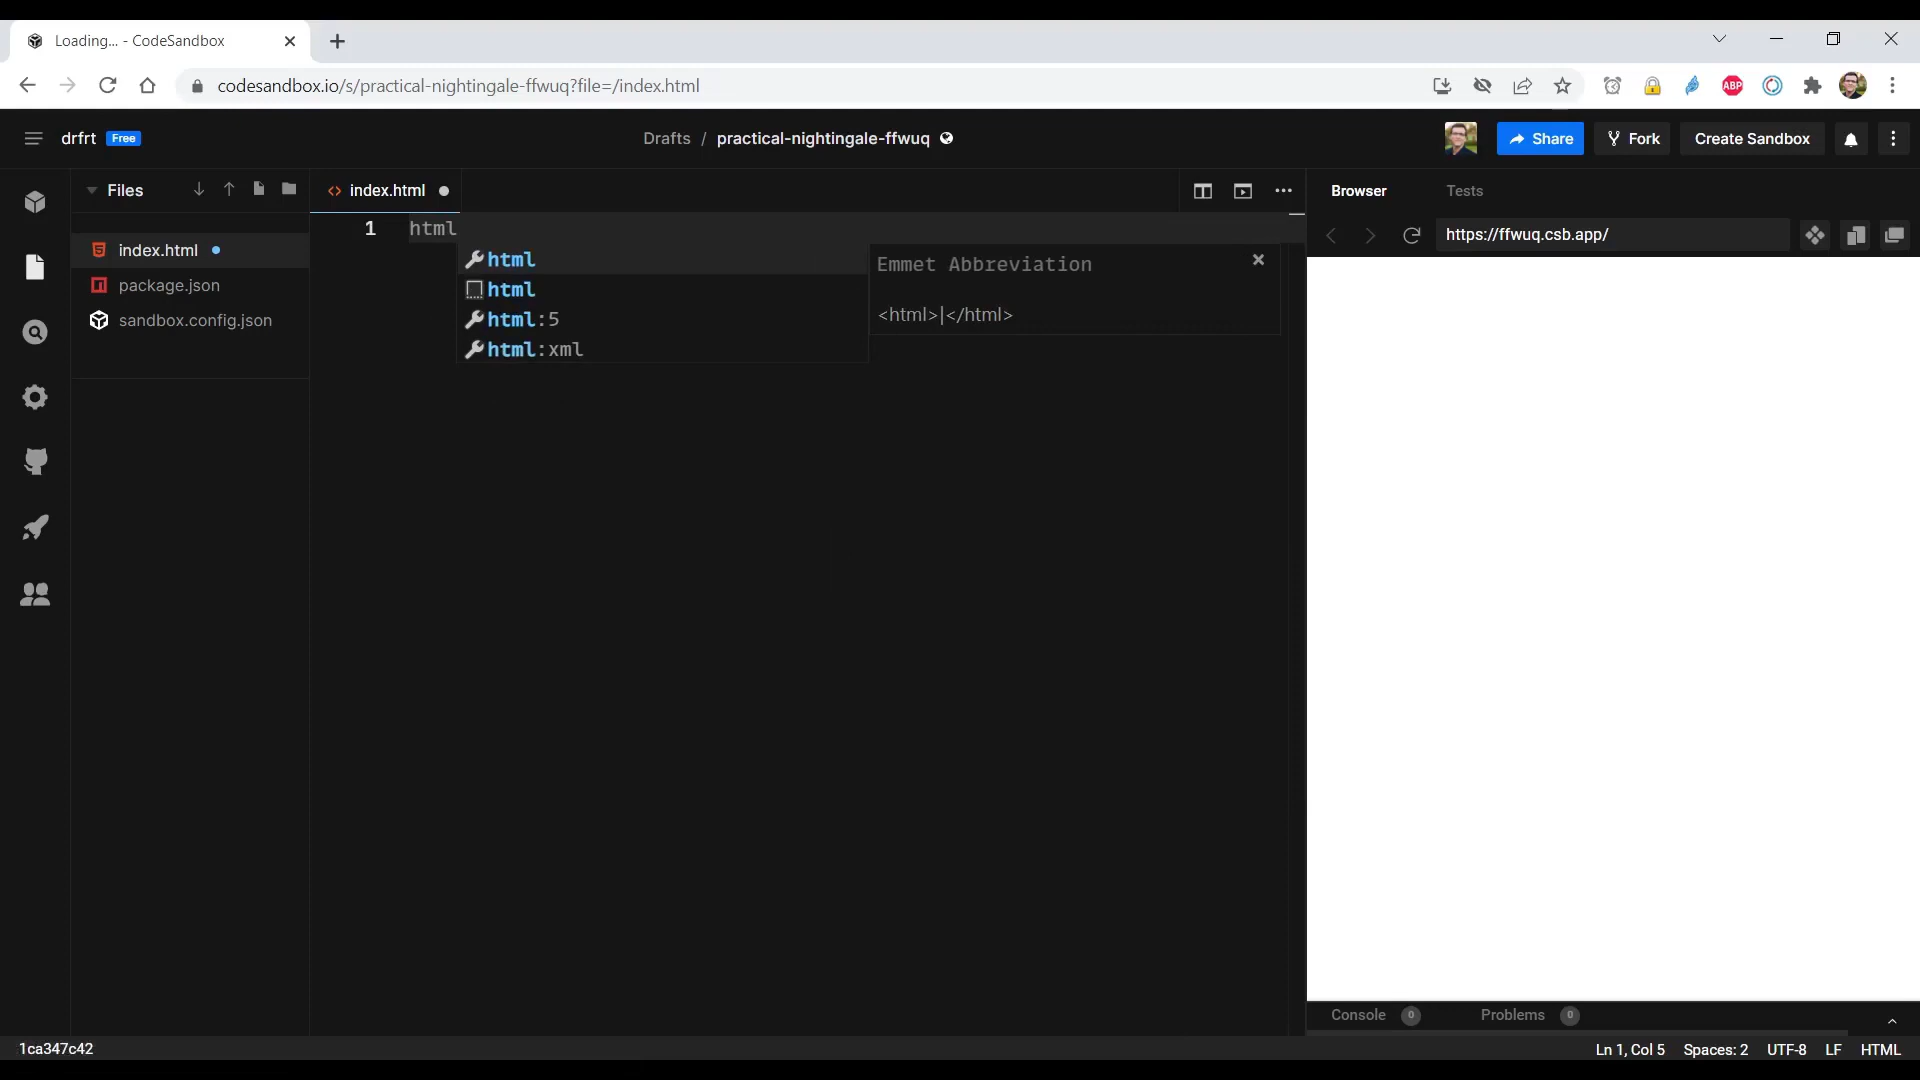 Loading... - CodeSandbox
codesandbox.io/s/practical-nightingale-ffwuq?file=/index.html
ABP
drfrt Free
Drafts / practical-nightingale-ffwuq
Share
Fork
Create Sandbox
Files
index.html
package.json
sandbox.config.json
index.html
1 html
html
html
html:5
html:xml
Emmet Abbreviation
<html>|</html>
Browser
Tests
https://ffwuq.csb.app/
Console 0
Problems 0
1ca347c42
Ln 1, Col 5
Spaces: 2
UTF-8
LF
HTML